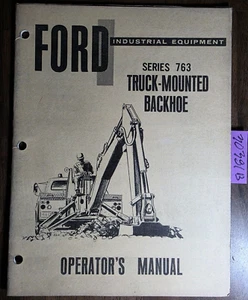 FORD
INDUSTRIAL EQUIPMENT
SERIES 763
TRUCK-MOUNTED
BACKHOE
OPERATOR'S MANUAL